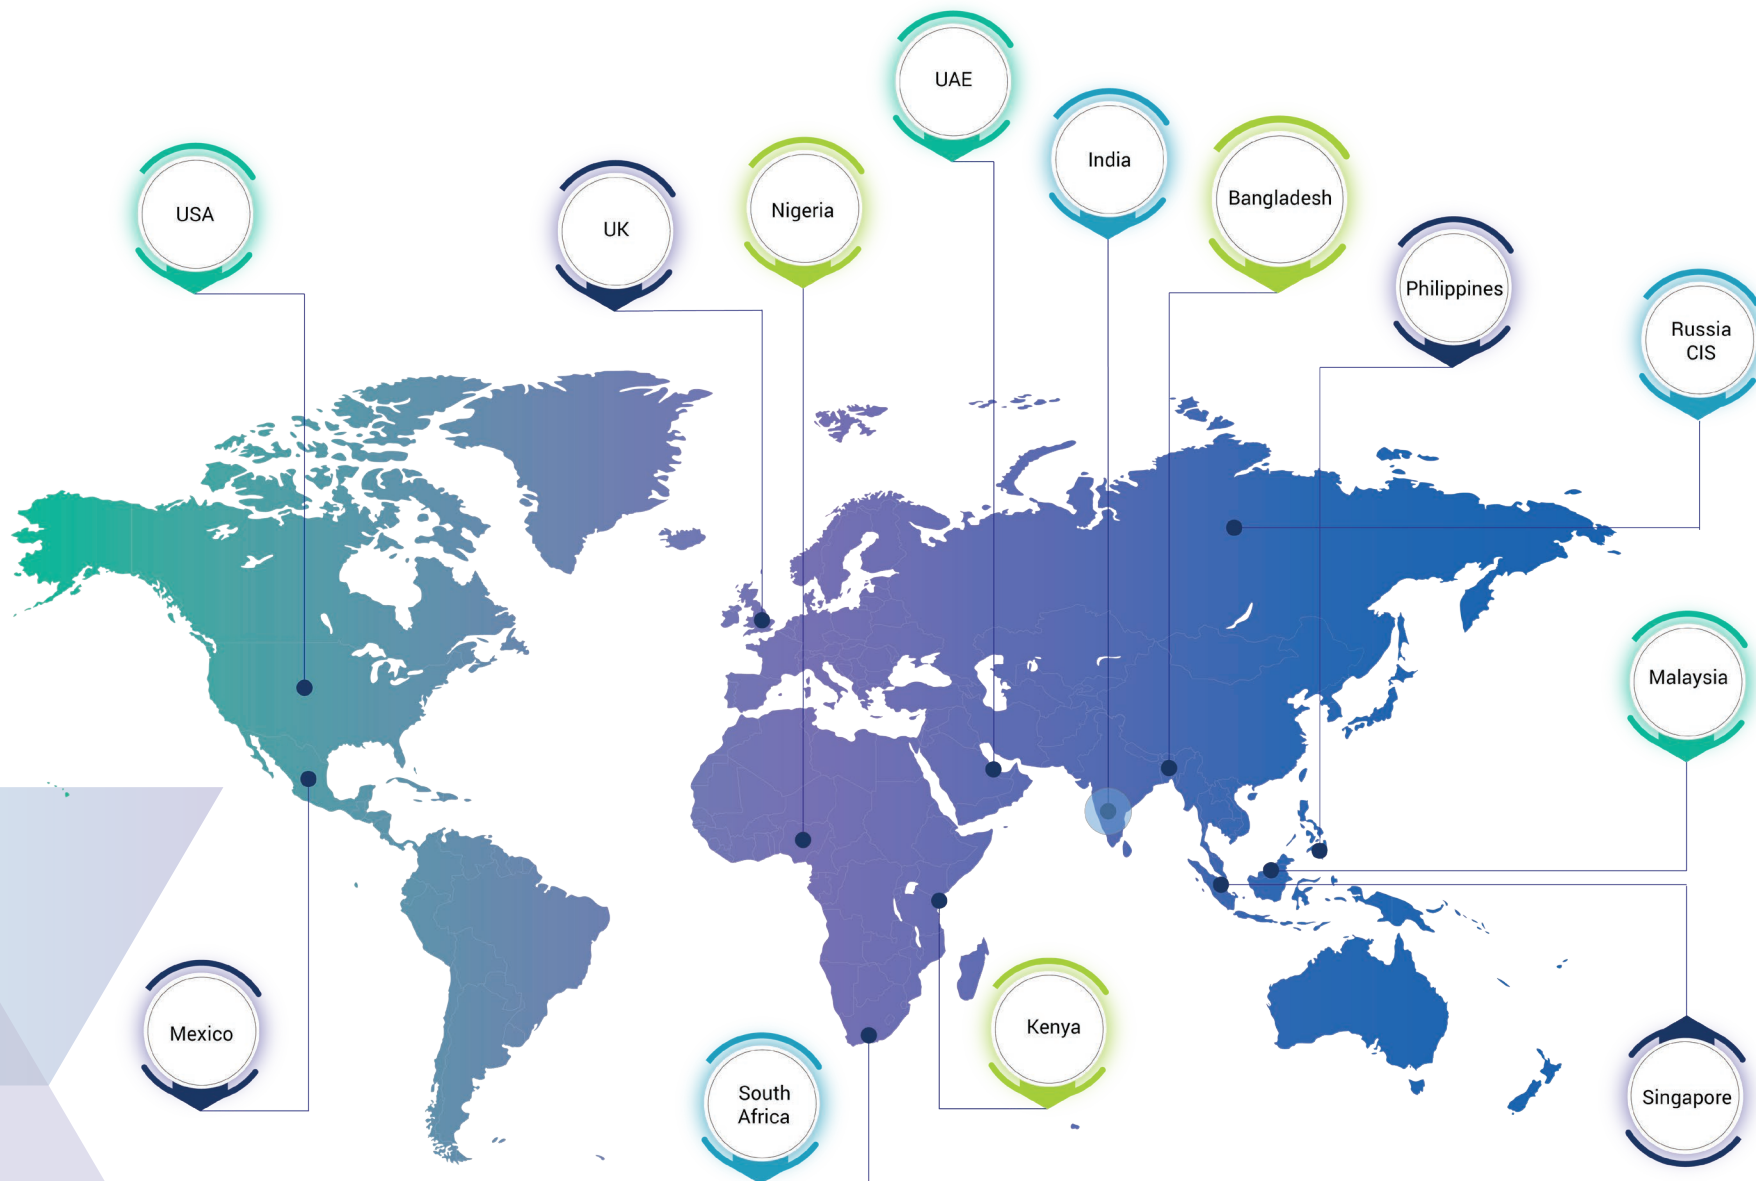 UAE
India
Bangladesh
USA
UK
Nigeria
Philippines
Russia
CIS
Malaysia
Mexico
South
Africa
Kenya
Singapore